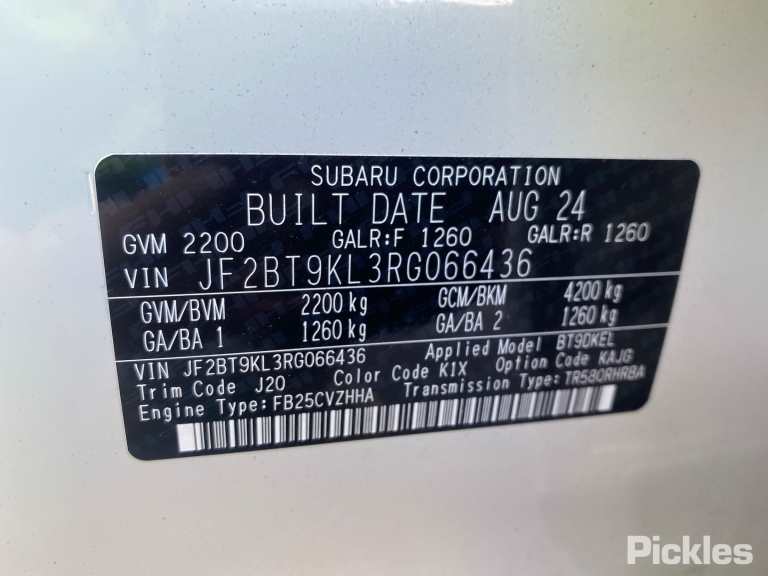 SUBARU CORPORATION
BUILT DATE AUG 24
GVM 2200 GALR:F 1260 GALR:R 1260
VIN JF2BT9KL3RG066436
GVM/BVM 2200 kg GCM/BKM 4200 kg
GA/BA 1 1260 kg GA/BA 2 1260 kg
VIN JF2BT9KL3RG066436 Applied Model BT9DKEL
Trim Code J20 Color Code K1X Option Code KAJG
Engine Type:FB25CVZHHA Transmission Type:TR580RHRBA
Pickles